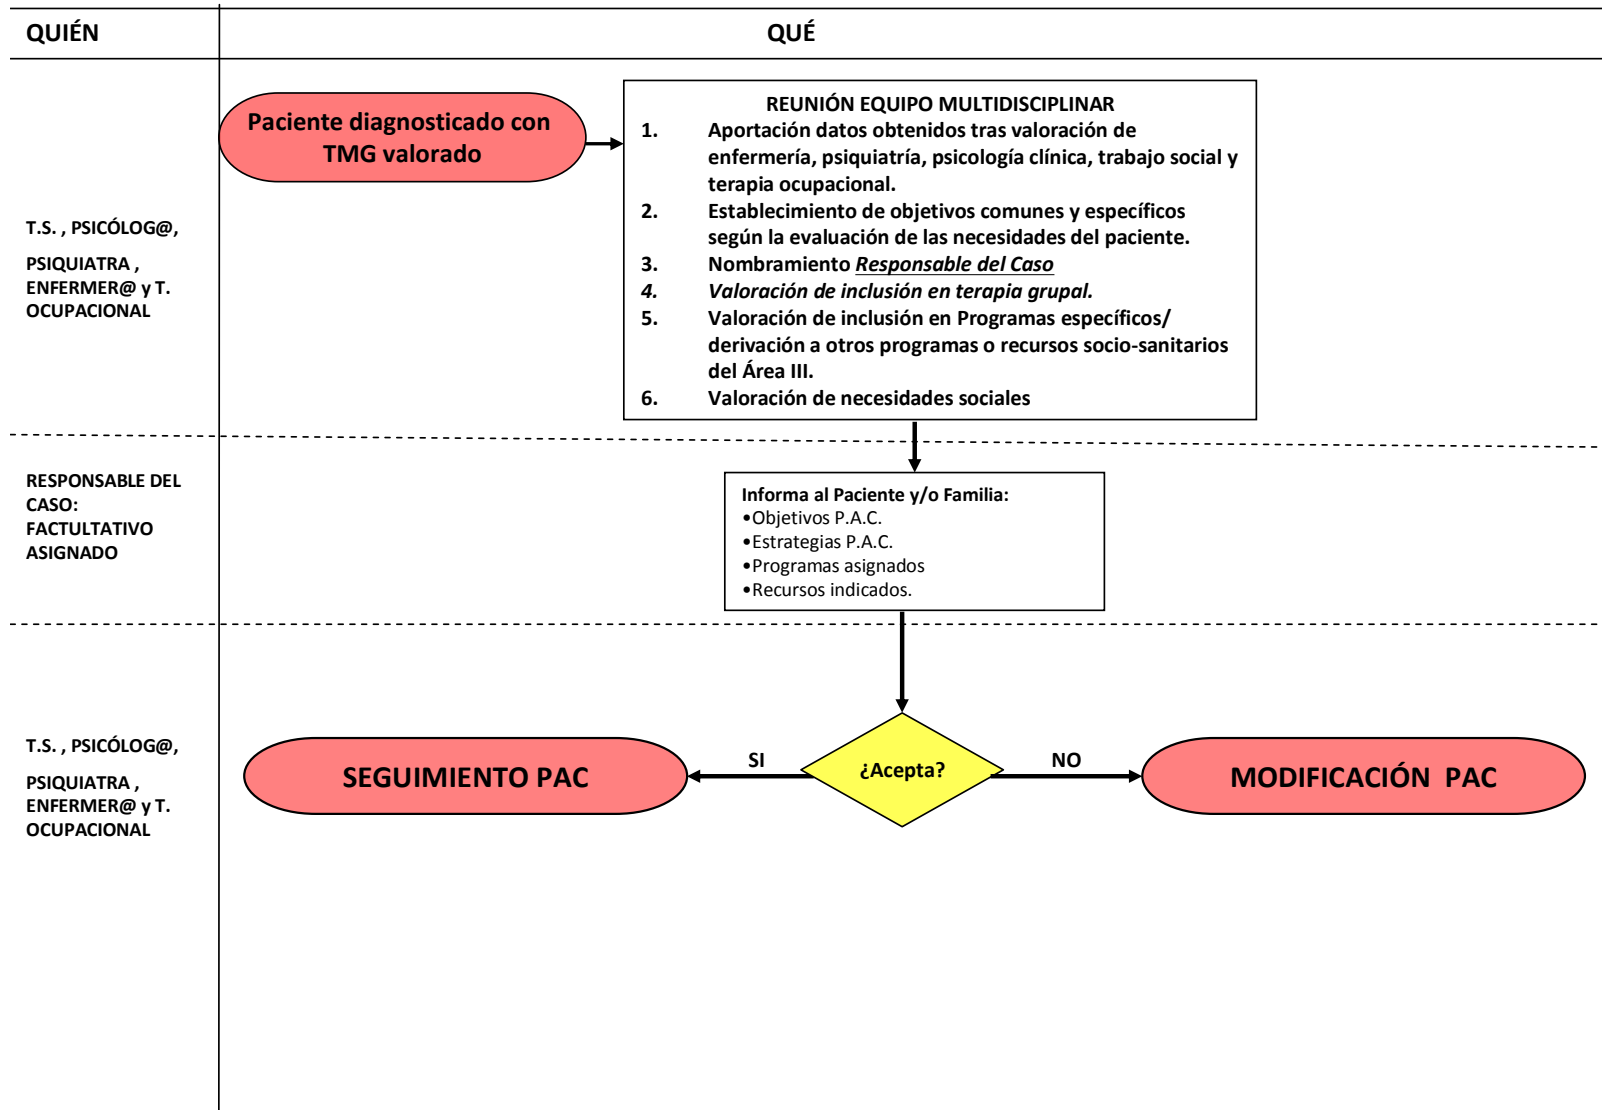 QUIÉN
QUÉ
T.S. , PSICÓLOG@,
PSIQUIATRA ,
ENFERMER@ y T.
OCUPACIONAL
Paciente diagnosticado con
TMG valorado
REUNIÓN EQUIPO MULTIDISCIPLINAR
1. Aportación datos obtenidos tras valoración de
enfermería, psiquiatría, psicología clínica, trabajo social y
terapia ocupacional.
2. Establecimiento de objetivos comunes y específicos
según la evaluación de las necesidades del paciente.
3. Nombramiento Responsable del Caso
4. Valoración de inclusión en terapia grupal.
5. Valoración de inclusión en Programas específicos/
derivación a otros programas o recursos socio-sanitarios
del Área III.
6. Valoración de necesidades sociales
RESPONSABLE DEL
CASO:
FACTULTATIVO
ASIGNADO
Informa al Paciente y/o Familia:
•Objetivos P.A.C.
•Estrategias P.A.C.
•Programas asignados
•Recursos indicados.
T.S. , PSICÓLOG@,
PSIQUIATRA ,
ENFERMER@ y T.
OCUPACIONAL
SEGUIMIENTO PAC
SI
¿Acepta?
NO
MODIFICACIÓN PAC